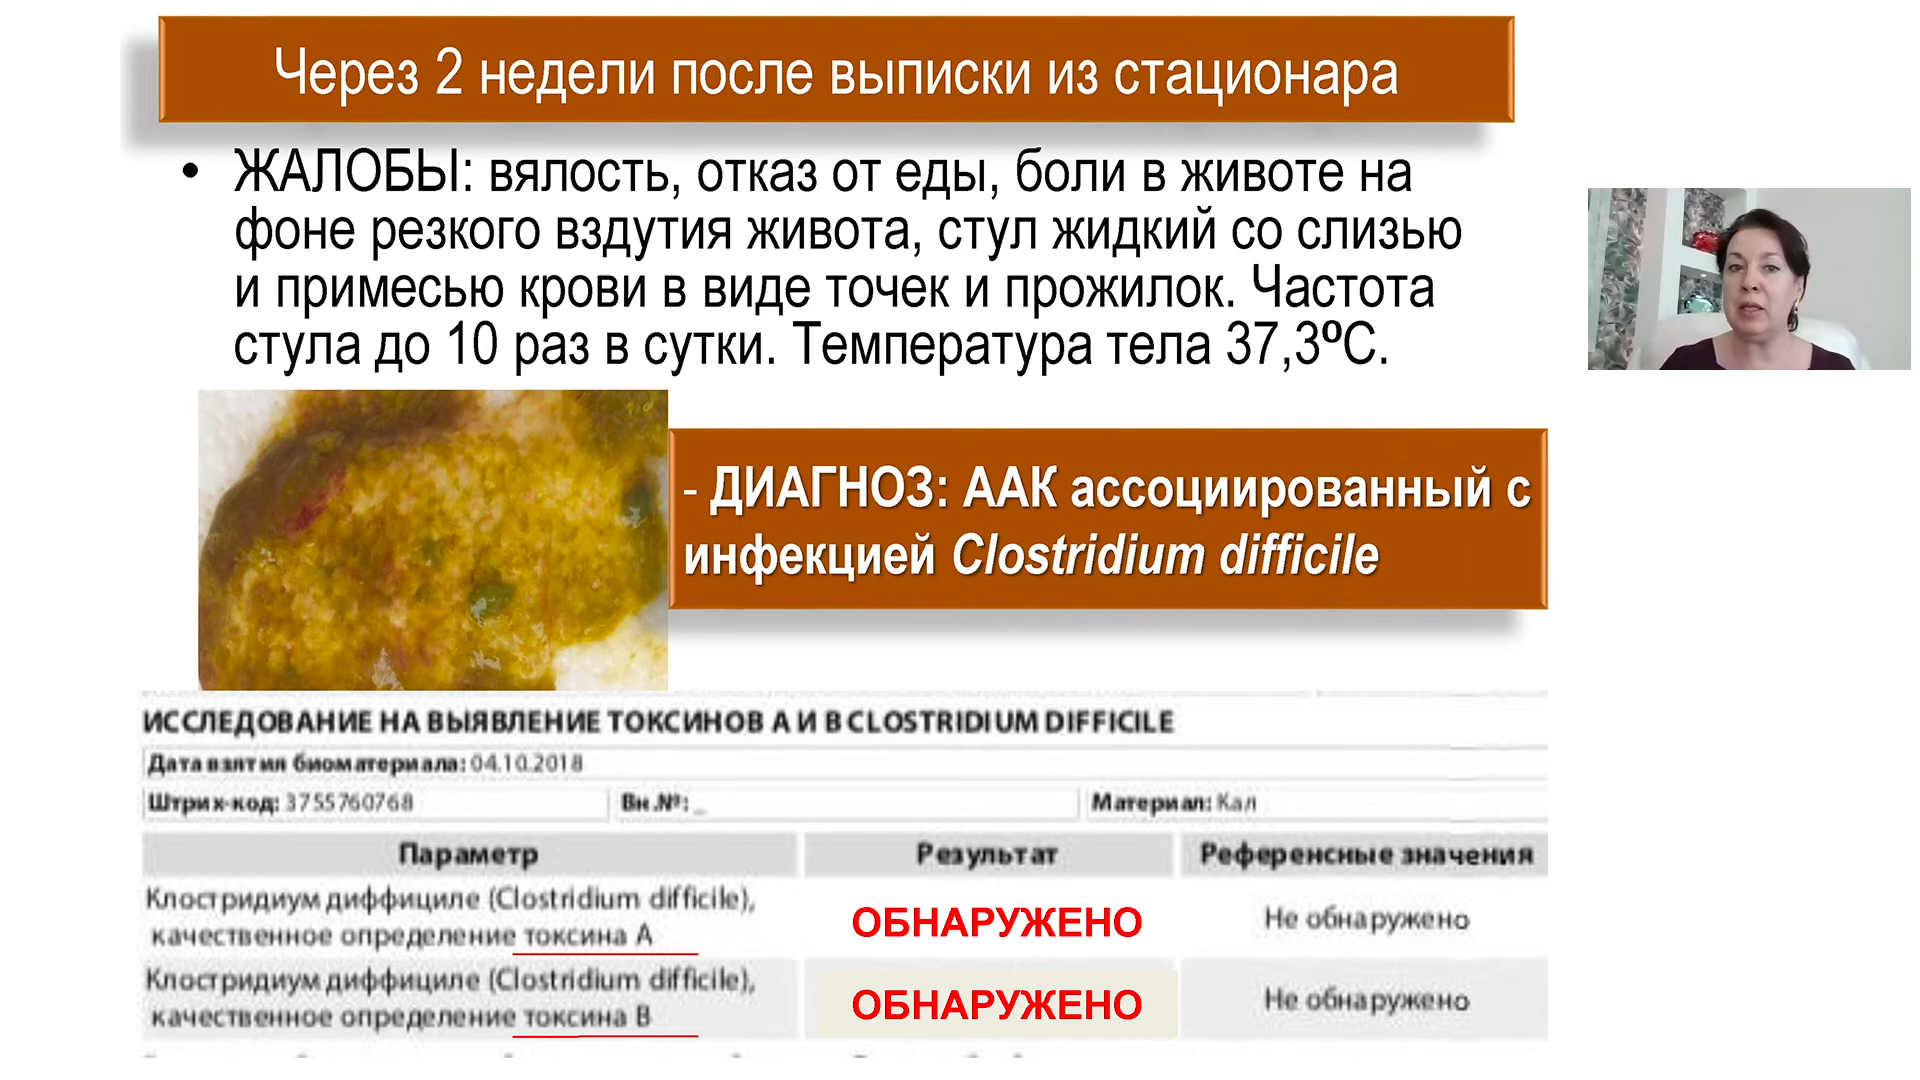 Через 2 недели после выписки из стационара
• ЖАЛОБЫ: вялость, отказ от еды, боли в животе на
фоне резкого вздутия живота, стул жидкий со слизью
и примесью крови в виде точек и прожилок. Частота
стула до 10 раз в сутки. Температура тела 37,3ºС.
- ДИАГНОЗ: ААК ассоциированный с
инфекцией Clostridium difficile
ИССЛЕДОВАНИЕ НА ВЫЯВЛЕНИЕ ТОКСИНОВ А И В CLOSTRIDIUM DIFFICILE
Дата взятия биоматериала: 04.10.2018
Штрих-код: 3755760768 Вн.№: _ Материал: Кал
Параметр Результат Референсные значения
Клостридиум диффициле (Clostridium difficile),
качественное определение токсина А ОБНАРУЖЕНО Не обнаружено
Клостридиум диффициле (Clostridium difficile),
качественное определение токсина В ОБНАРУЖЕНО Не обнаружено